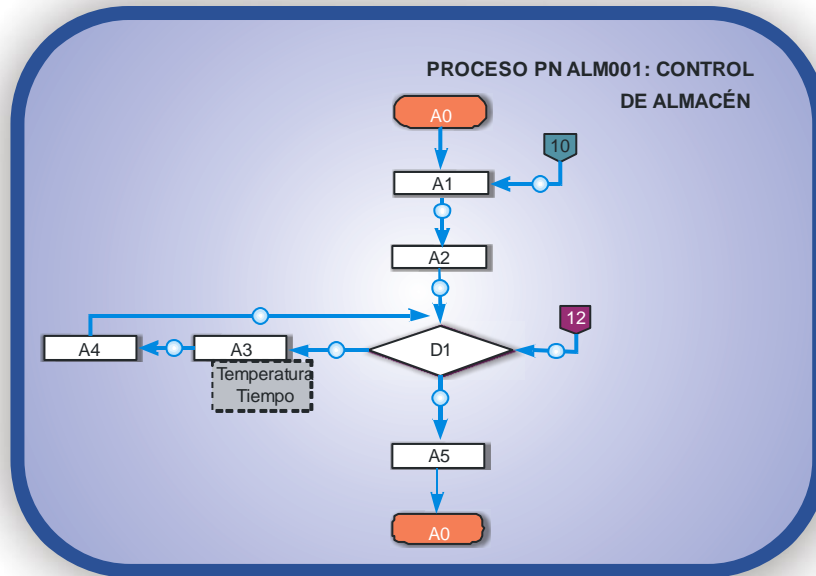 PROCESO PN ALM001: CONTROL
DE ALMACÉN
A0
10
A1
A2
12
A4
A3
D1
Temperatura
Tiempo
A5
A0